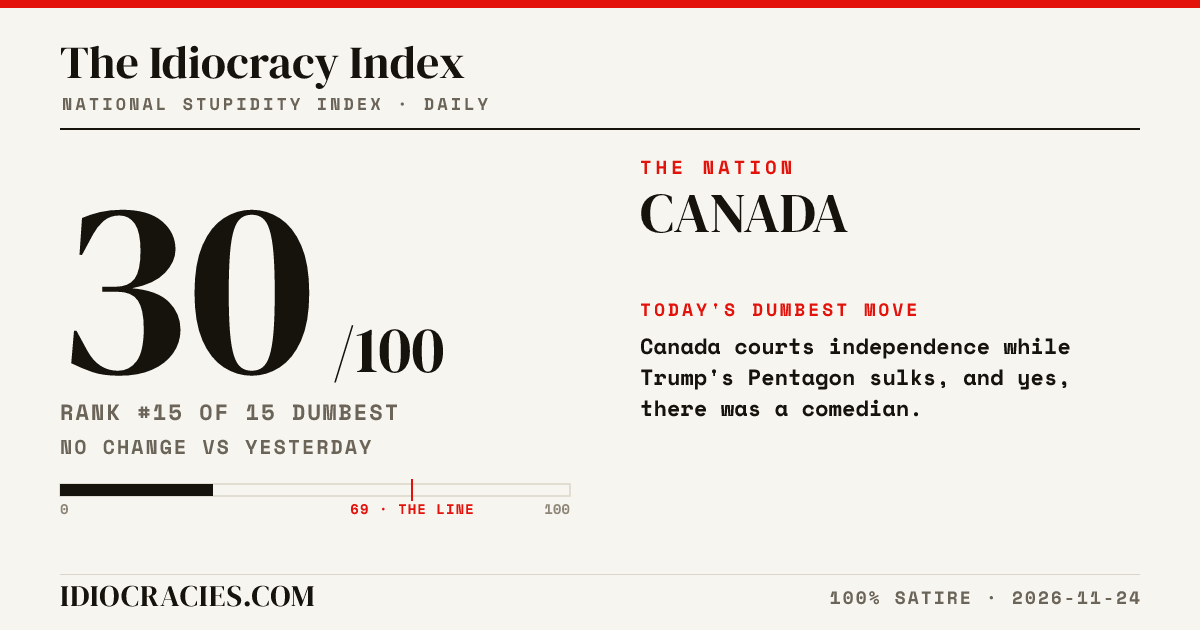 The Idiocracy Index
NATIONAL STUPIDITY INDEX · DAILY
30 /100
RANK #15 OF 15 DUMBEST
NO CHANGE VS YESTERDAY
0
69 · THE LINE
100
THE NATION
CANADA
TODAY'S DUMBEST MOVE
Canada courts independence while
Trump's Pentagon sulks, and yes,
there was a comedian.
IDIOCRACIES.COM
100% SATIRE · 2026-11-24